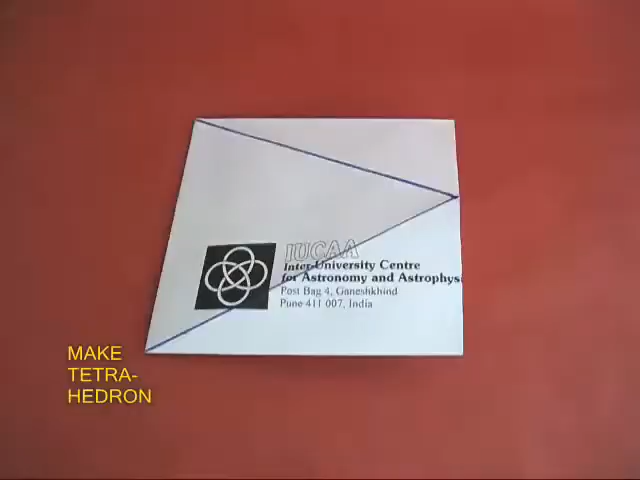 IUCAA
Inter-University Centre
for Astronomy and Astrophys
Post Bag 4, Ganeshkhind
Pune 411 007, India
MAKE
TETRA-
HEDRON